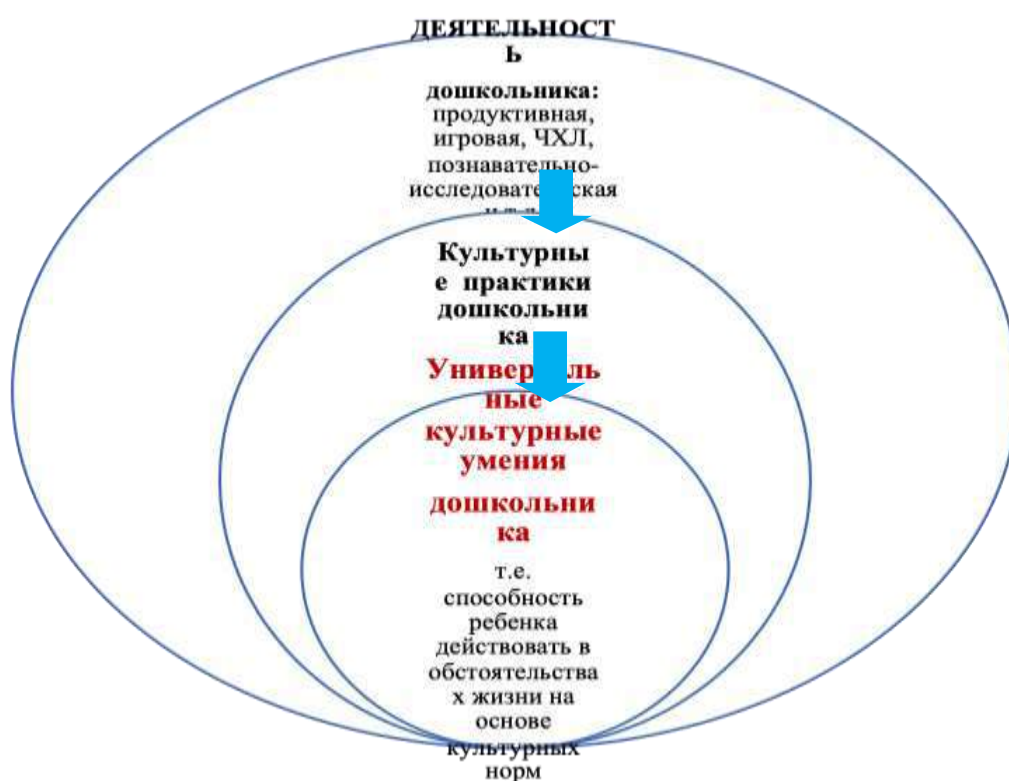 ДЕЯТЕЛЬНОСТ
Ь
дошкольника:
продуктивная,
игровая, ЧХЛ,
познавательно-
Культурны
е практики
дошкольни
ка
ные
культурные
умения
дошкольни
ка
т.е.
способность
ребенка
действовать в
обстоятельства
х жизни на
основе
культурных
норм